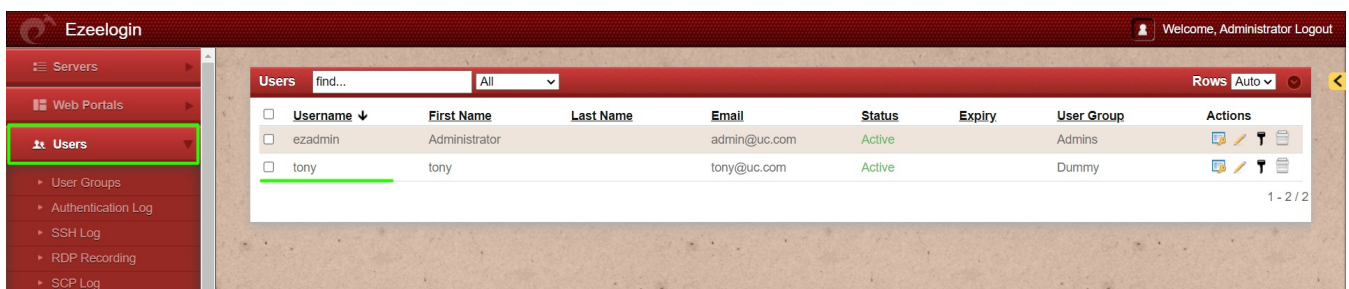 Ezeelogin
Welcome, Administrator Logout
Servers
Web Portals
Users
User Groups
Authentication Log
SSH Log
RDP Recording
SCP Log
Users find... All Rows Auto
Username First Name Last Name Email Status Expiry User Group Actions
ezadmin Administrator admin@uc.com Active Admins
tony tony tony@uc.com Active Dummy
1 - 2 / 2